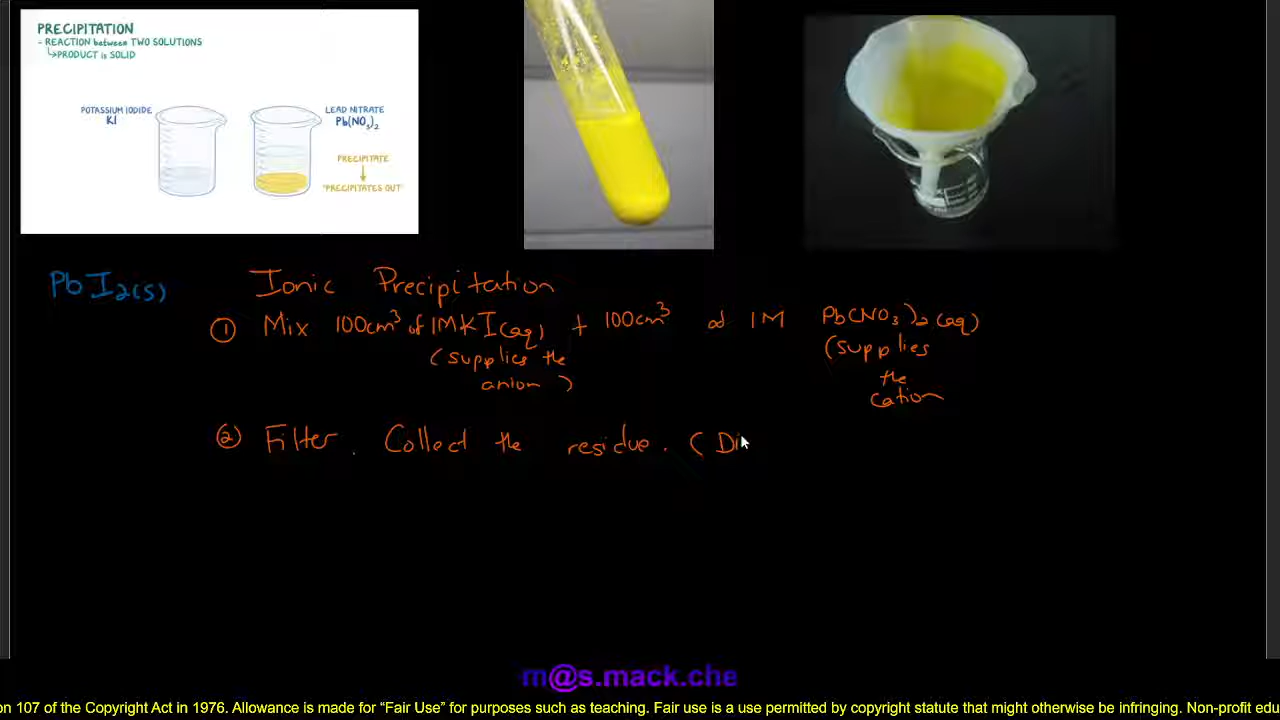 PRECIPITATION
- REACTION between TWO SOLUTIONS
↳PRODUCT is SOLID
POTASSIUM IODIDE
KI
LEAD NITRATE
Pb(NO3)2
PRECIPITATE
"PRECIPITATES OUT"
PbI2(s)
Ionic Precipitation
① Mix 100cm³ of 1M KI(aq) + 100cm³ of 1M Pb(NO3)2(aq)
(supplies the anion)
(supplies the cation
② Filter. Collect the residue. (Di
m@s.mack.che
on 107 of the Copyright Act in 1976. Allowance is made for “Fair Use” for purposes such as teaching. Fair use is a use permitted by copyright statute that might otherwise be infringing. Non-profit edu